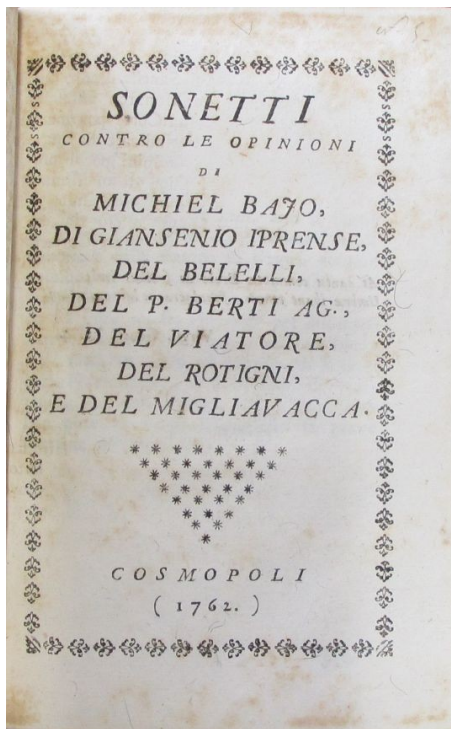 SONETTI
CONTRO LE OPINIONI
DI
MICHIEL BAJO,
DI GIANSENIO IPRENSE,
DEL BELELLI,
DEL P. BERTI AG.,
DEL VIATORE,
DEL ROTIGNI,
E DEL MIGLIAVACCA.
COSMOPOLI
( 1762. )